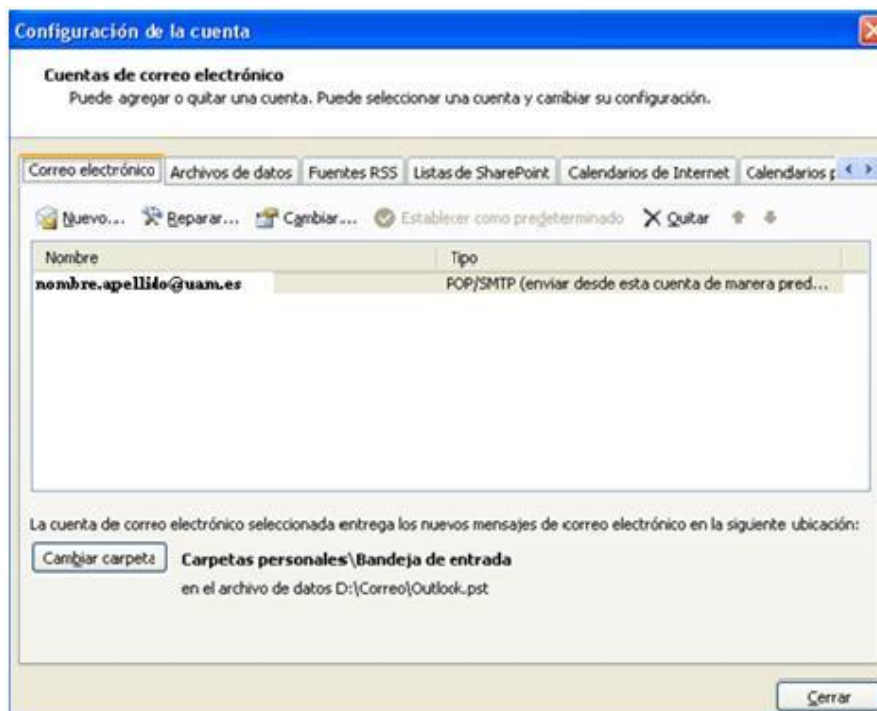 Configuración de la cuenta
Cuentas de correo electrónico
Puede agregar o quitar una cuenta. Puede seleccionar una cuenta y cambiar su configuración.
Correo electrónico Archivos de datos Fuentes RSS Listas de SharePoint Calendarios de Internet Calendarios p
Nuevo... Reparar... Cambiar... Establecer como predeterminado Quitar
Nombre Tipo
nombre.apellido@uam.es POP/SMTP (enviar desde esta cuenta de manera pred...
La cuenta de correo electrónico seleccionada entrega los nuevos mensajes de correo electrónico en la siguiente ubicación:
Cambiar carpeta Carpetas personales\Bandeja de entrada
en el archivo de datos D:\Correo\Outlook.pst
Cerrar